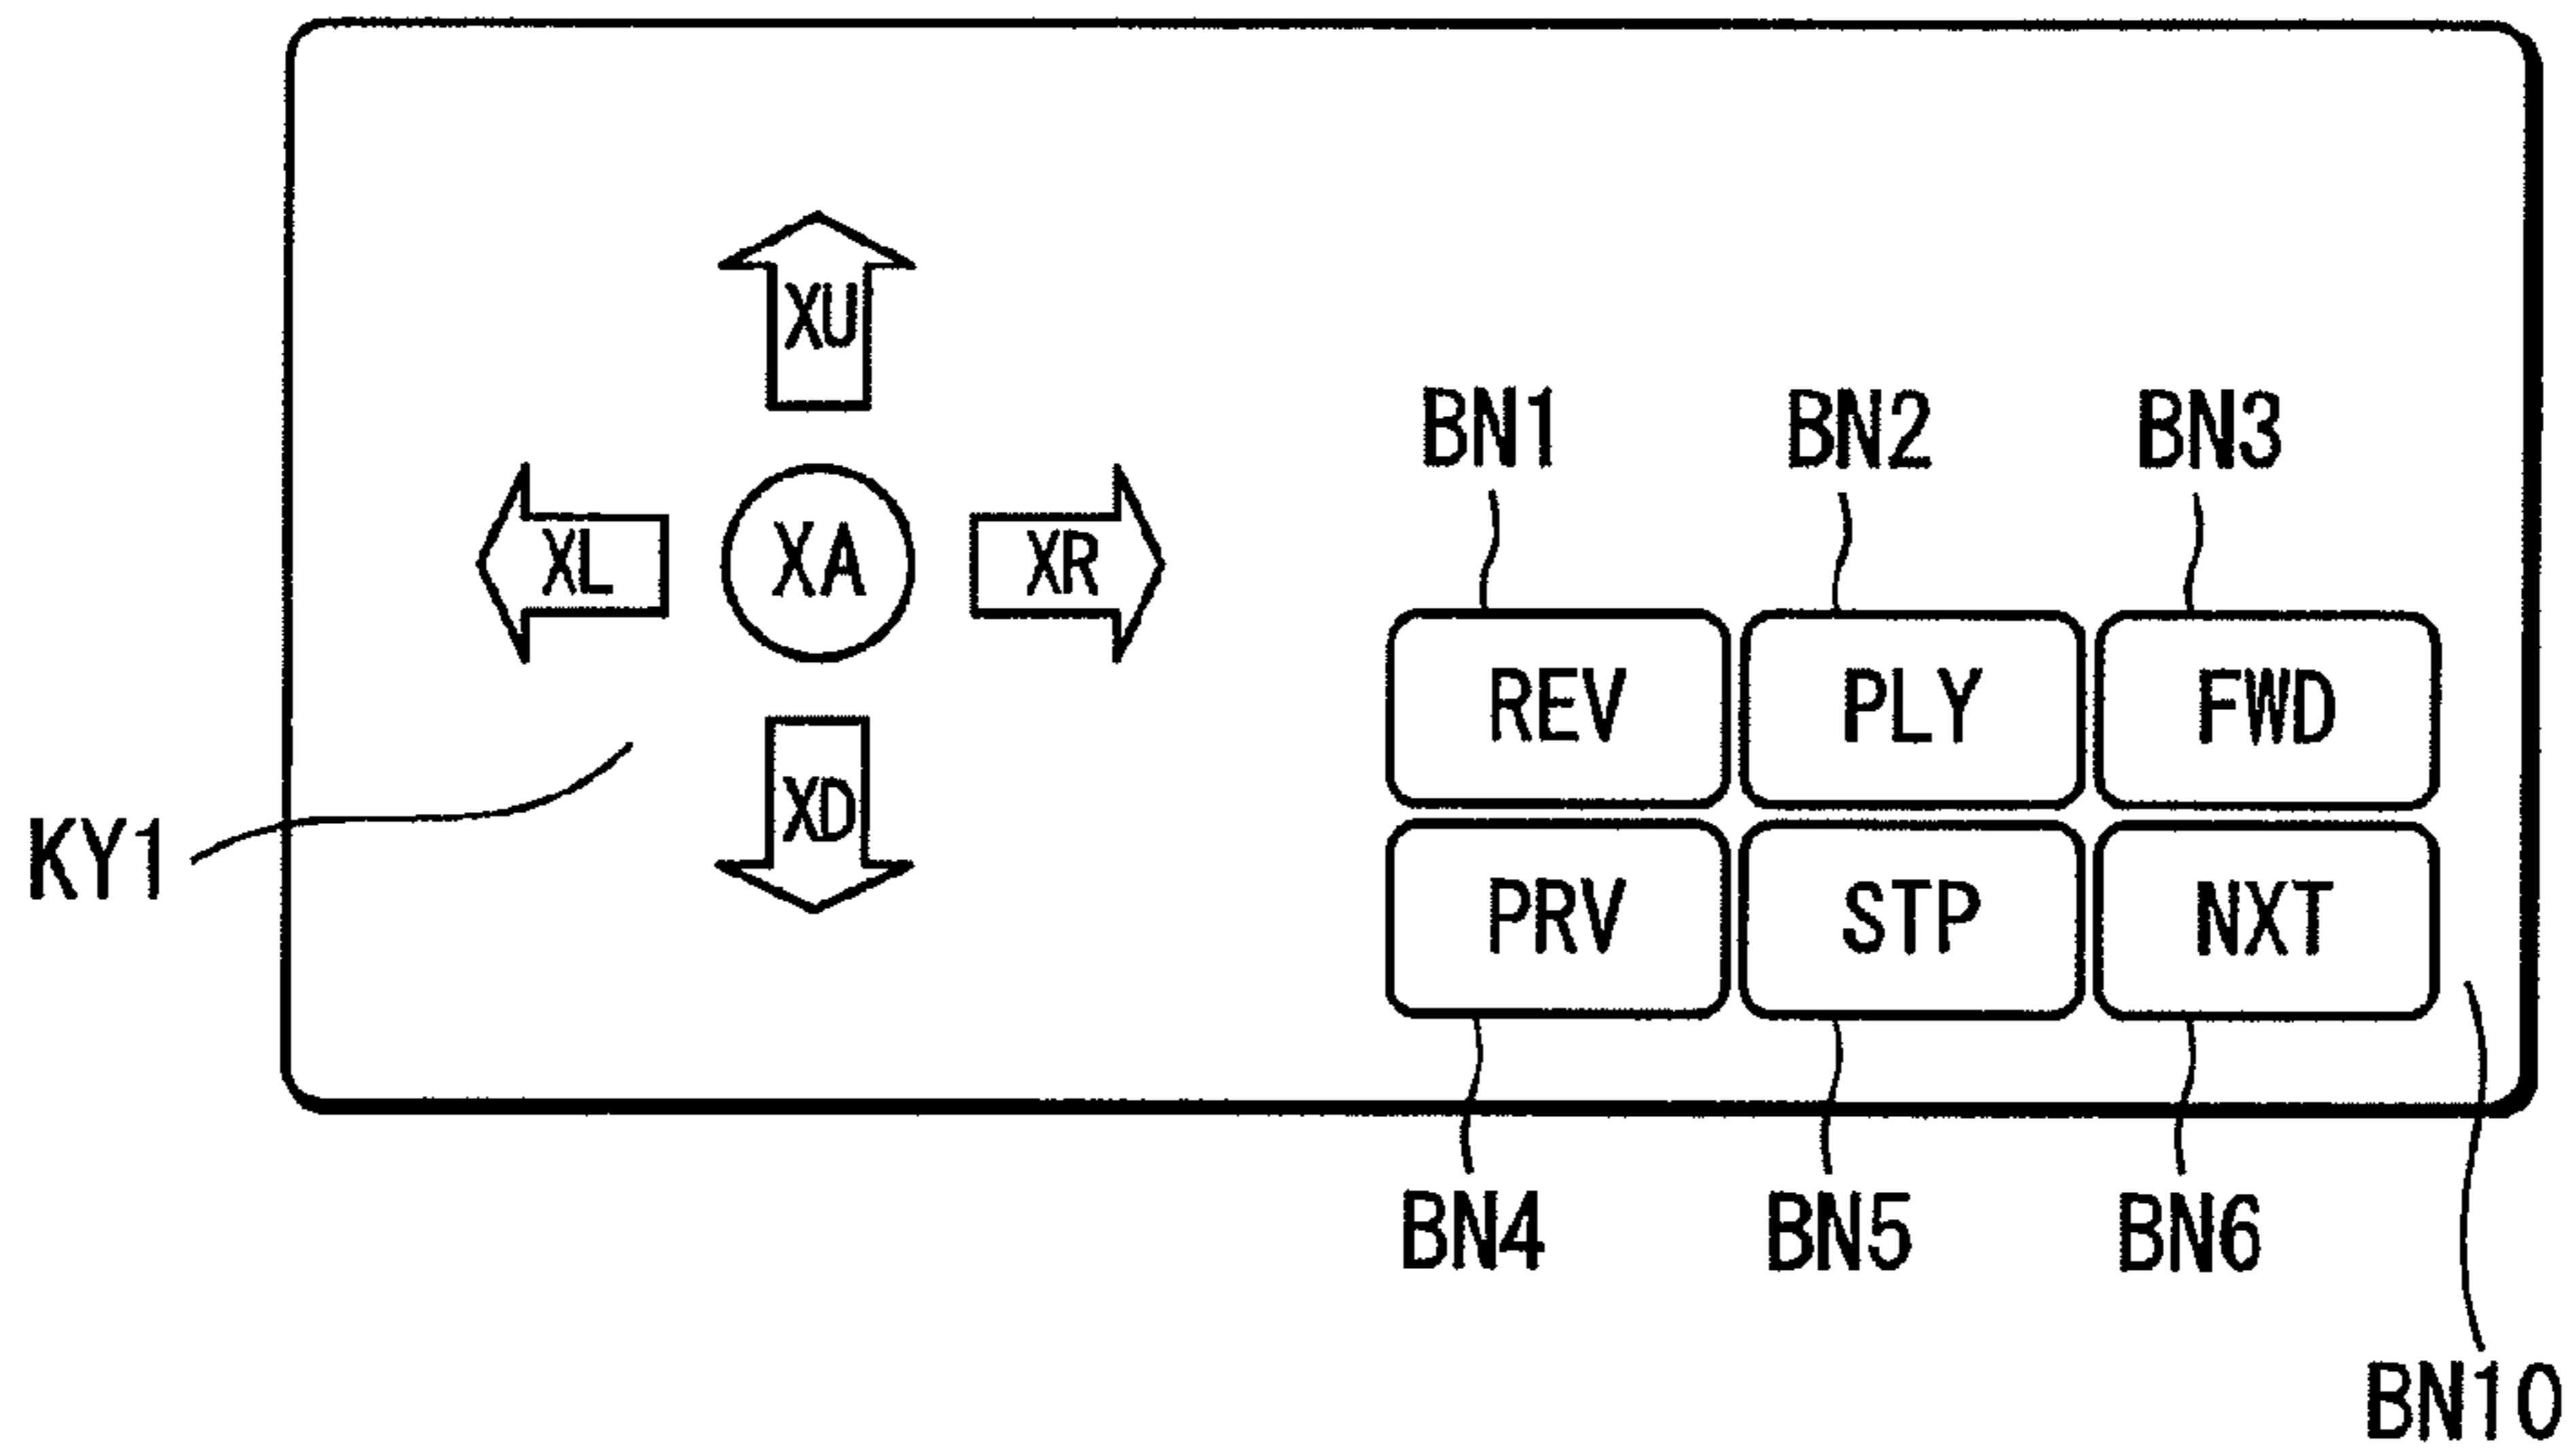 XU
BN1 BN2 BN3
XL XA XR
REV PLY FWD
XD
KY1
PRV STP NXT
BN4 BN5 BN6
BN10